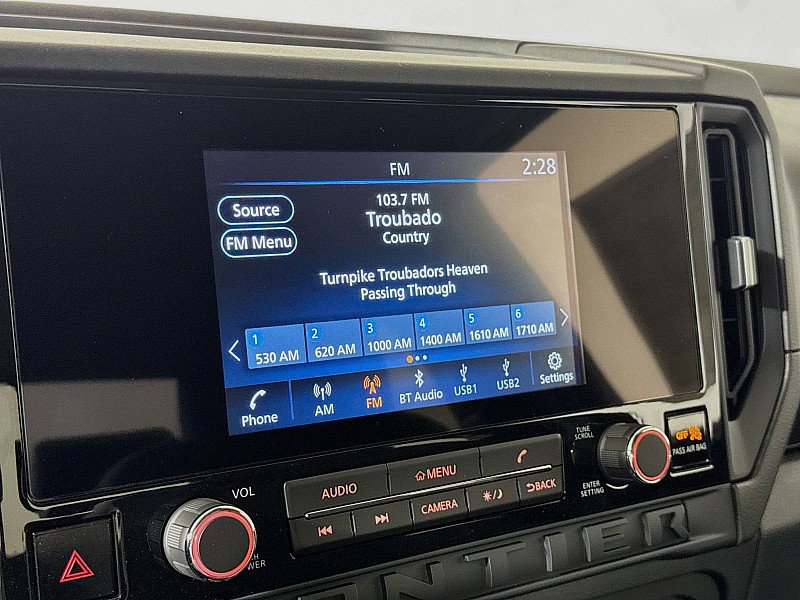 FM
2:28
Source
FM Menu
103.7 FM
Troubado
Country
Turnpike Troubadors Heaven
Passing Through
1
530 AM
2
620 AM
3
1000 AM
4
1400 AM
5
1610 AM
6
1710 AM
Phone
AM
FM
BT Audio
USB1
USB2
Settings
VOL
AUDIO
MENU
CAMERA
BACK
TUNE
SCROLL
ENTER
SETTING
OFF
PASS AIR BAG